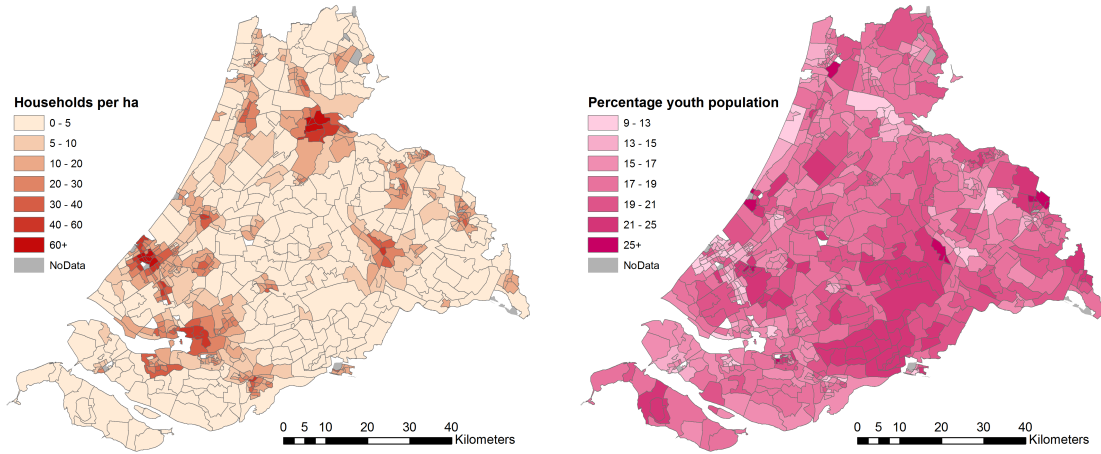 Households per ha
0 - 5
5 - 10
10 - 20
20 - 30
30 - 40
40 - 60
60+
NoData
0 5 10 20 30 40
Kilometers
Percentage youth population
9 - 13
13 - 15
15 - 17
17 - 19
19 - 21
21 - 25
25+
NoData
0 5 10 20 30 40
Kilometers